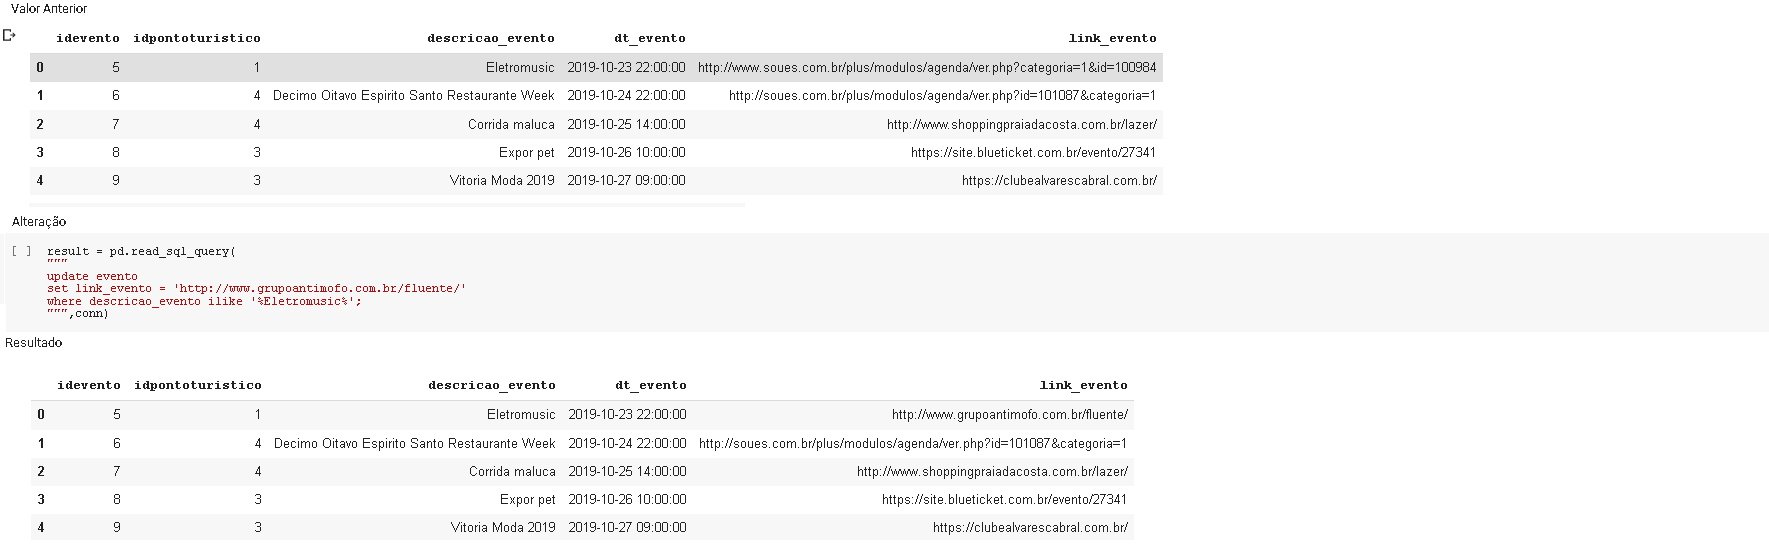 Valor Anterior
idevento idpontoturistico descricao_evento dt_evento link_evento
0 5 1 Eletromusic 2019-10-23 22:00:00 http://www.soues.com.br/plus/modulos/agenda/ver.php?categoria=1&id=100984
1 6 4 Decimo Oitavo Espirito Santo Restaurante Week 2019-10-24 22:00:00 http://soues.com.br/plus/modulos/agenda/ver.php?id=101087&categoria=1
2 7 4 Corrida maluca 2019-10-25 14:00:00 http://www.shoppingpraiadacosta.com.br/lazer/
3 8 3 Expor pet 2019-10-26 10:00:00 https://site.blueticket.com.br/evento/27341
4 9 3 Vitoria Moda 2019 2019-10-27 09:00:00 https://clubealvarescabral.com.br/
Alteração
[ ] result = pd.read_sql_query(
"""
update evento
set link_evento = 'http://www.grupoantimofo.com.br/fluente/'
where descricao_evento ilike '%Eletromusic%';
""",conn)
Resultado
idevento idpontoturistico descricao_evento dt_evento link_evento
0 5 1 Eletromusic 2019-10-23 22:00:00 http://www.grupoantimofo.com.br/fluente/
1 6 4 Decimo Oitavo Espirito Santo Restaurante Week 2019-10-24 22:00:00 http://soues.com.br/plus/modulos/agenda/ver.php?id=101087&categoria=1
2 7 4 Corrida maluca 2019-10-25 14:00:00 http://www.shoppingpraiadacosta.com.br/lazer/
3 8 3 Expor pet 2019-10-26 10:00:00 https://site.blueticket.com.br/evento/27341
4 9 3 Vitoria Moda 2019 2019-10-27 09:00:00 https://clubealvarescabral.com.br/